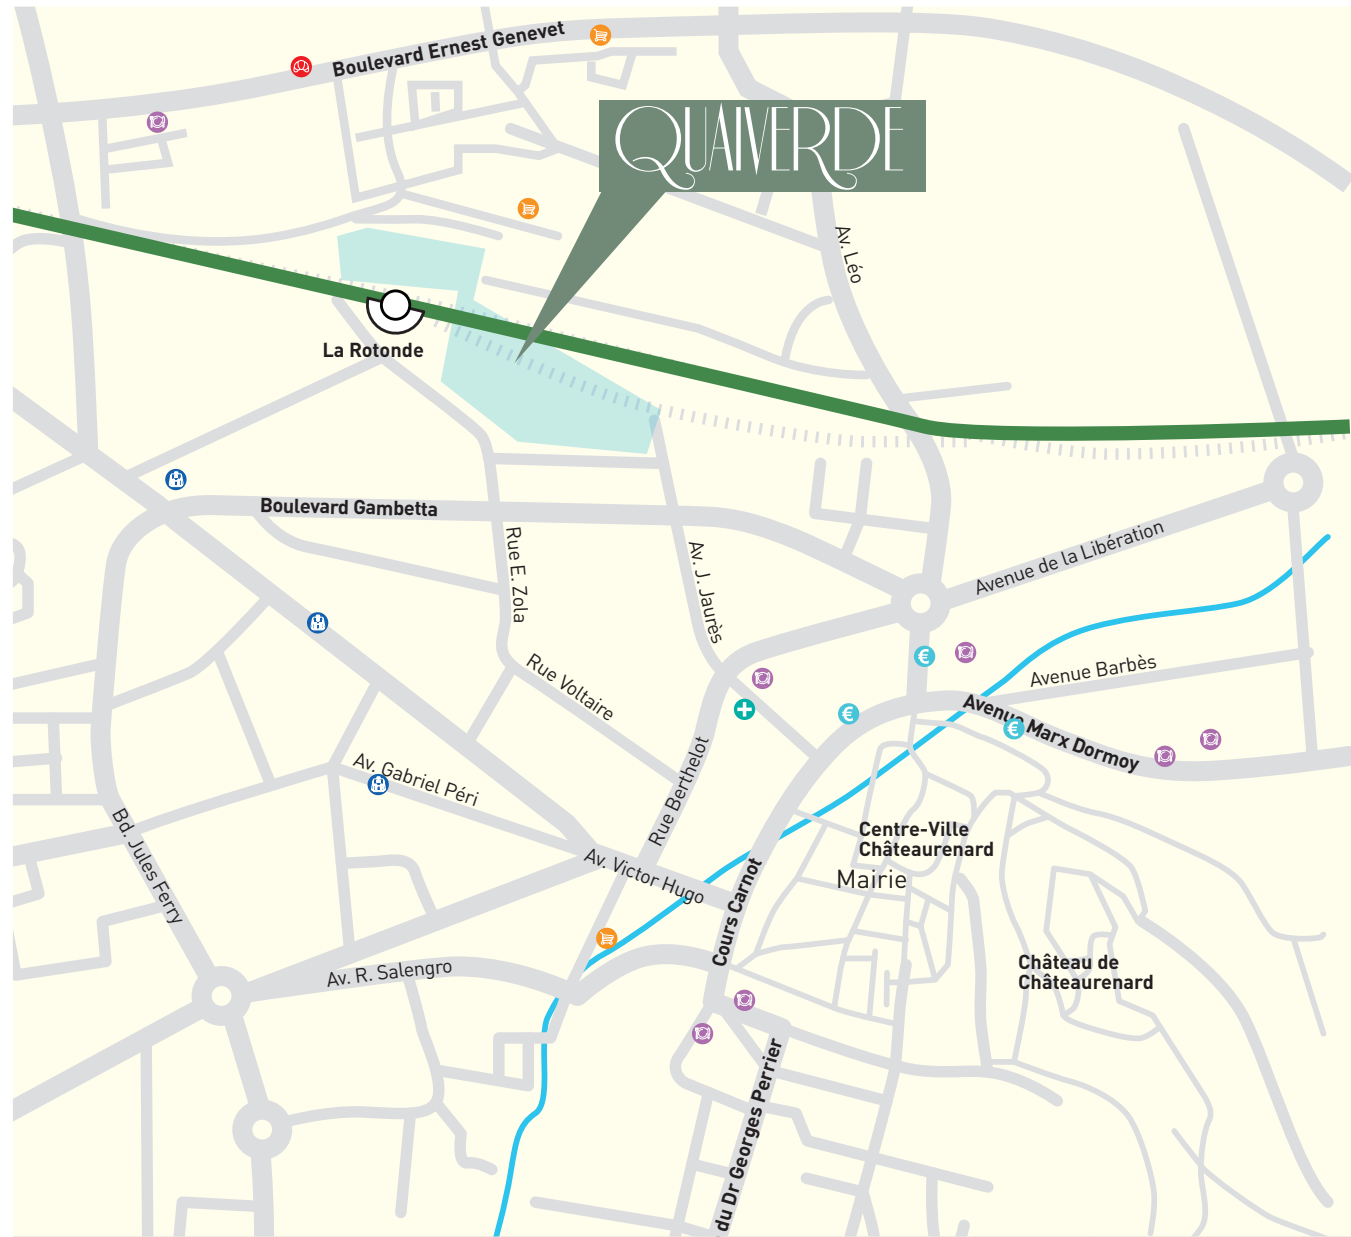 Boulevard Ernest Genevet
QUAIVERDE
Av. Léo
La Rotonde
Boulevard Gambetta
Rue E. Zola
Av. J. Jaurès
Avenue de la Libération
Avenue Barbès
Rue Voltaire
€
€
€
Avenue Marx Dormoy
Rue Berthelot
Av. Gabriel Péri
Bd. Jules Ferry
Av. Victor Hugo
Cours Carnot
Centre-Ville
Châteaurenard
Mairie
Av. R. Salengro
Château de
Châteaurenard
du Dr Georges Perrier